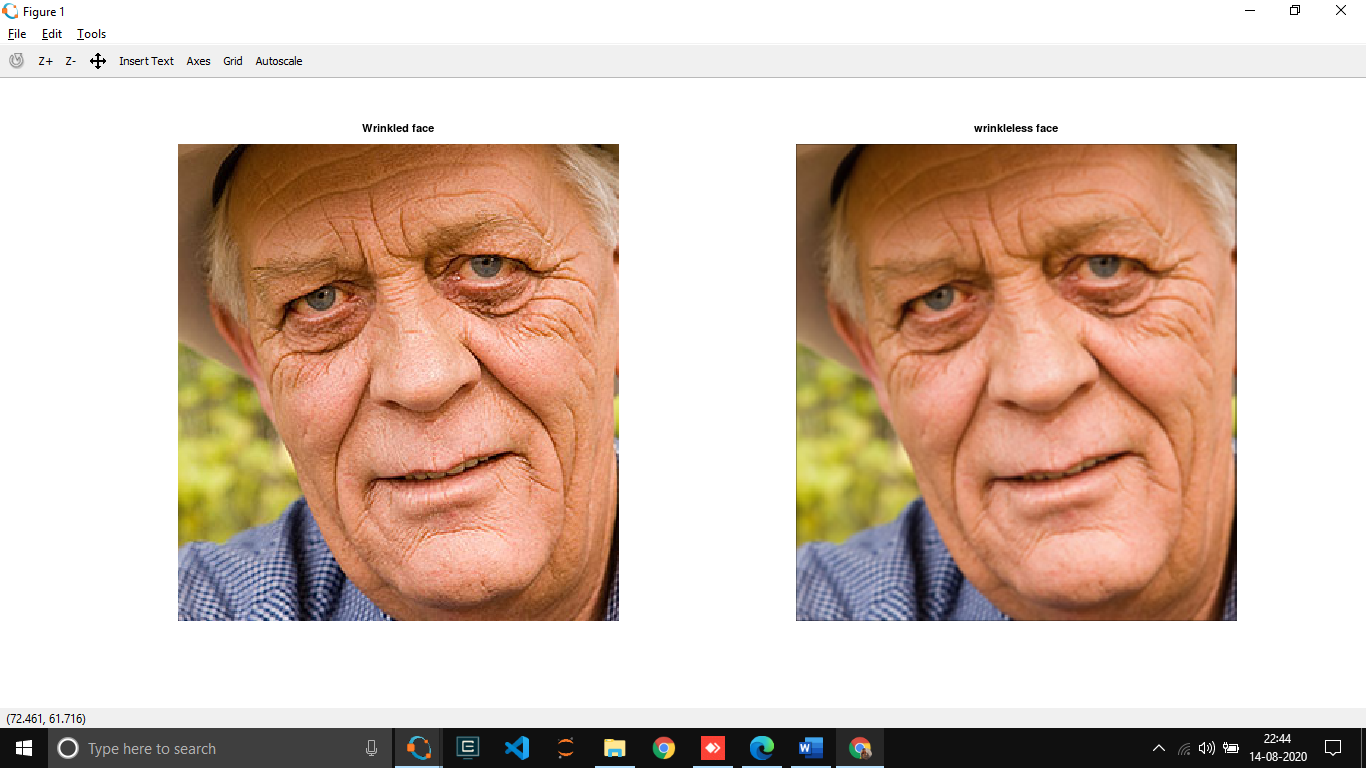 Figure 1
File Edit Tools
Z+ Z- Insert Text Axes Grid Autoscale
Wrinkled face wrinkleless face
(72.461, 61.716)
Type here to search
22:44
14-08-2020